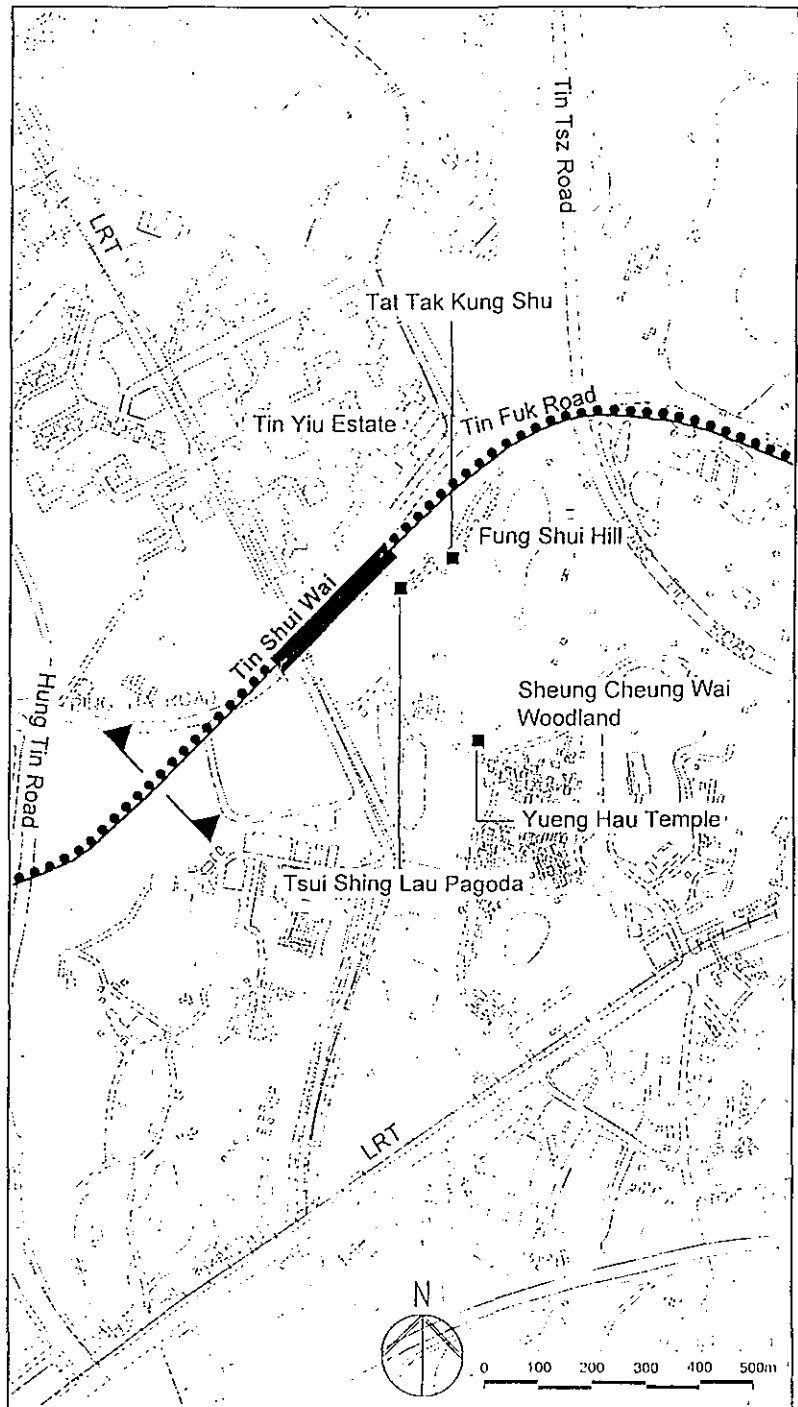 Tin Tsz Road
LRT
Tat Tak Kung Shu
Tin Fuk Road
Tin Yiu Estate
Fung Shui Hill
Tin Shui Wai
ROAD
Hung Tin Road
ROAD
Sheung Cheung Wai
Woodland
Yueng Hau Temple
Tsui Shing Lau Pagoda
LRT
N
0 100 200 300 400 500m